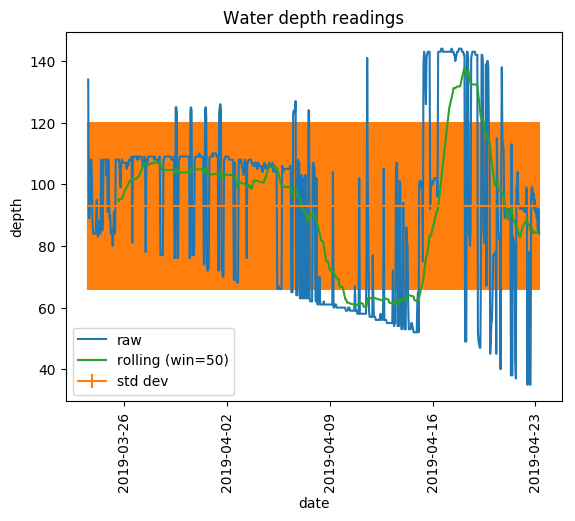 Water depth readings
140
120
100
80
60
40
depth
raw
rolling (win=50)
std dev
2019-03-26
2019-04-02
2019-04-09
2019-04-16
2019-04-23
date